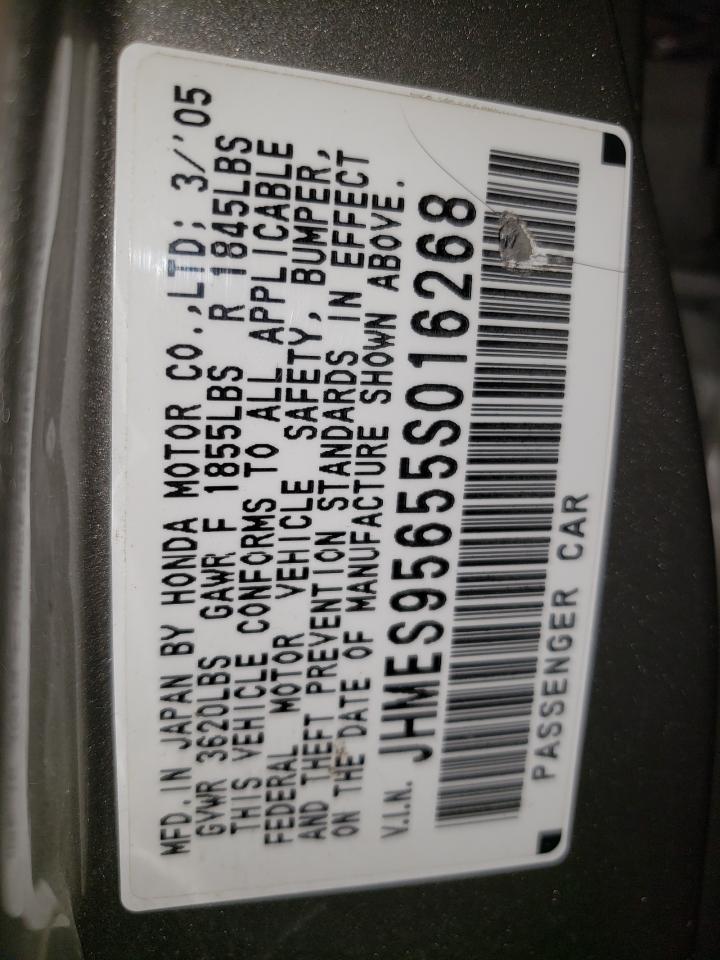 MFD. IN JAPAN BY HONDA MOTOR CO., LTD; 3/'05
GVWR 3620LBS GAWR F 1855LBS R 1845LBS
THIS VEHICLE CONFORMS TO ALL APPLICABLE
FEDERAL MOTOR VEHICLE SAFETY, BUMPER,
AND THEFT PREVENTION STANDARDS IN EFFECT
ON THE DATE OF MANUFACTURE SHOWN ABOVE.
V.I.N. JHMES95655S016268
PASSENGER CAR